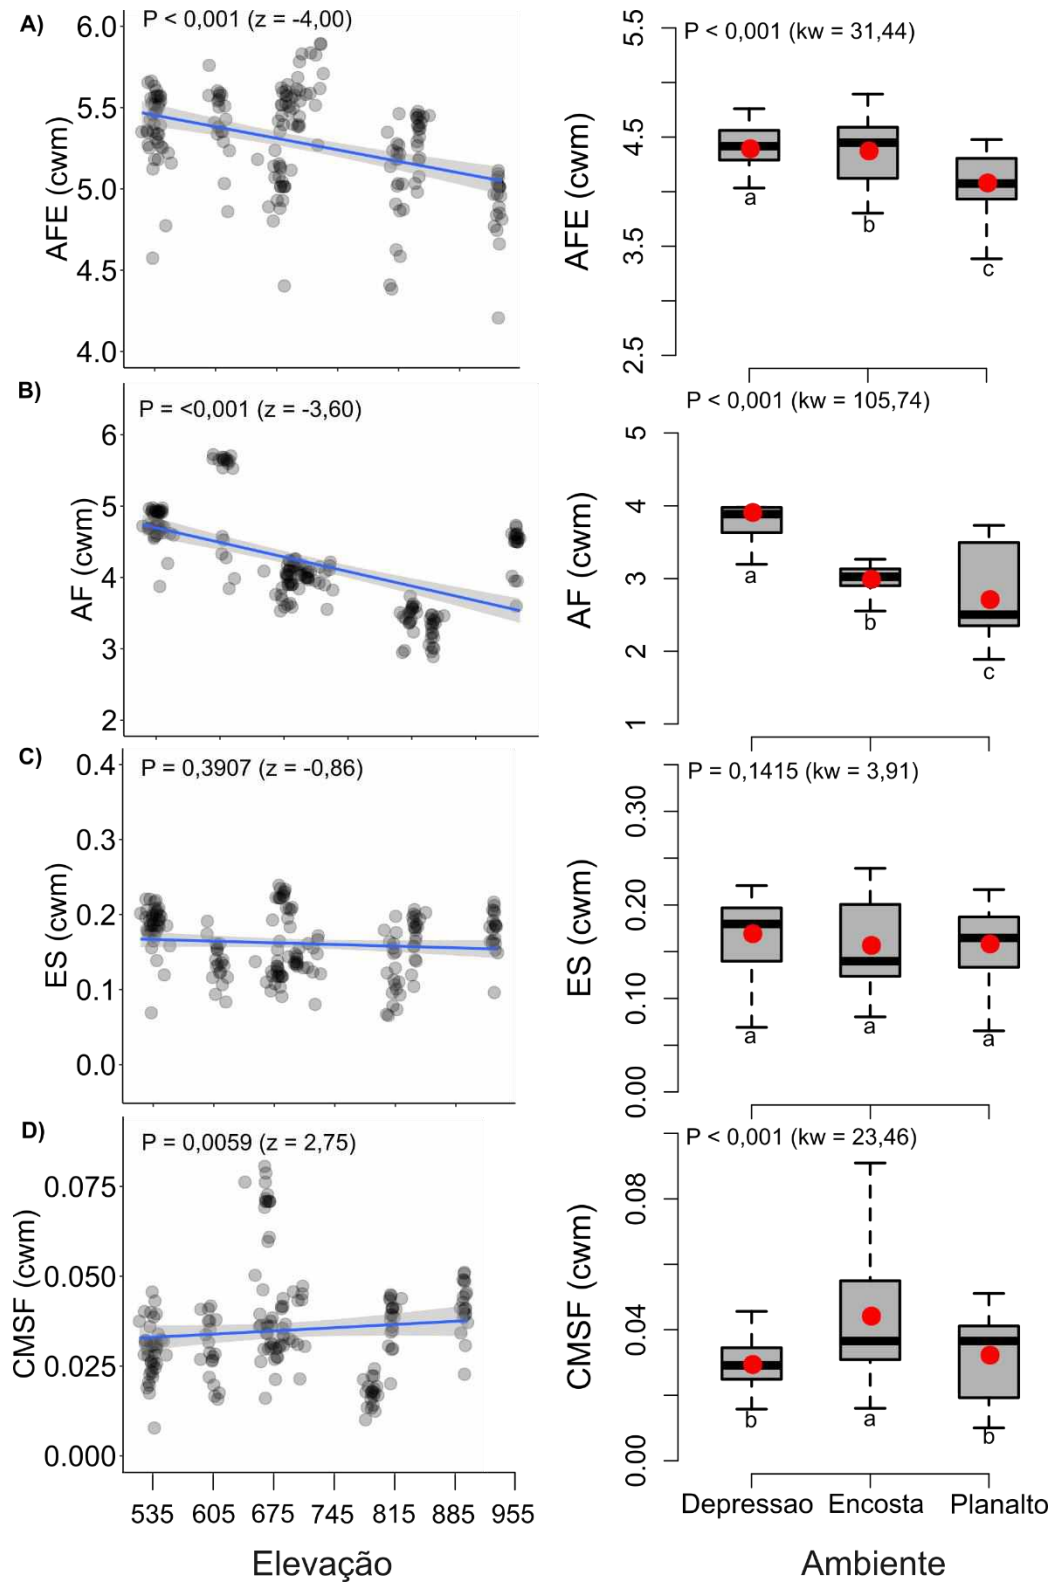 A)
P < 0,001 (z = -4,00)
6.0
5.5
5.0
4.5
4.0
AFE (cwm)
P < 0,001 (kw = 31,44)
5.5
4.5
3.5
2.5
AFE (cwm)
a
b
c
B)
P = <0,001 (z = -3,60)
6
5
4
3
2
AF (cwm)
P < 0,001 (kw = 105,74)
5
4
3
2
1
AF (cwm)
a
b
c
C)
P = 0,3907 (z = -0,86)
0.4
0.3
0.2
0.1
0.0
ES (cwm)
P = 0,1415 (kw = 3,91)
0.30
0.20
0.10
0.00
ES (cwm)
a
a
a
D)
P = 0,0059 (z = 2,75)
0.075
0.050
0.025
0.000
CMSF (cwm)
535 605 675 745 815 885 955
Elevação
P < 0,001 (kw = 23,46)
0.08
0.04
0.00
CMSF (cwm)
b
a
b
Depressao Encosta Planalto
Ambiente